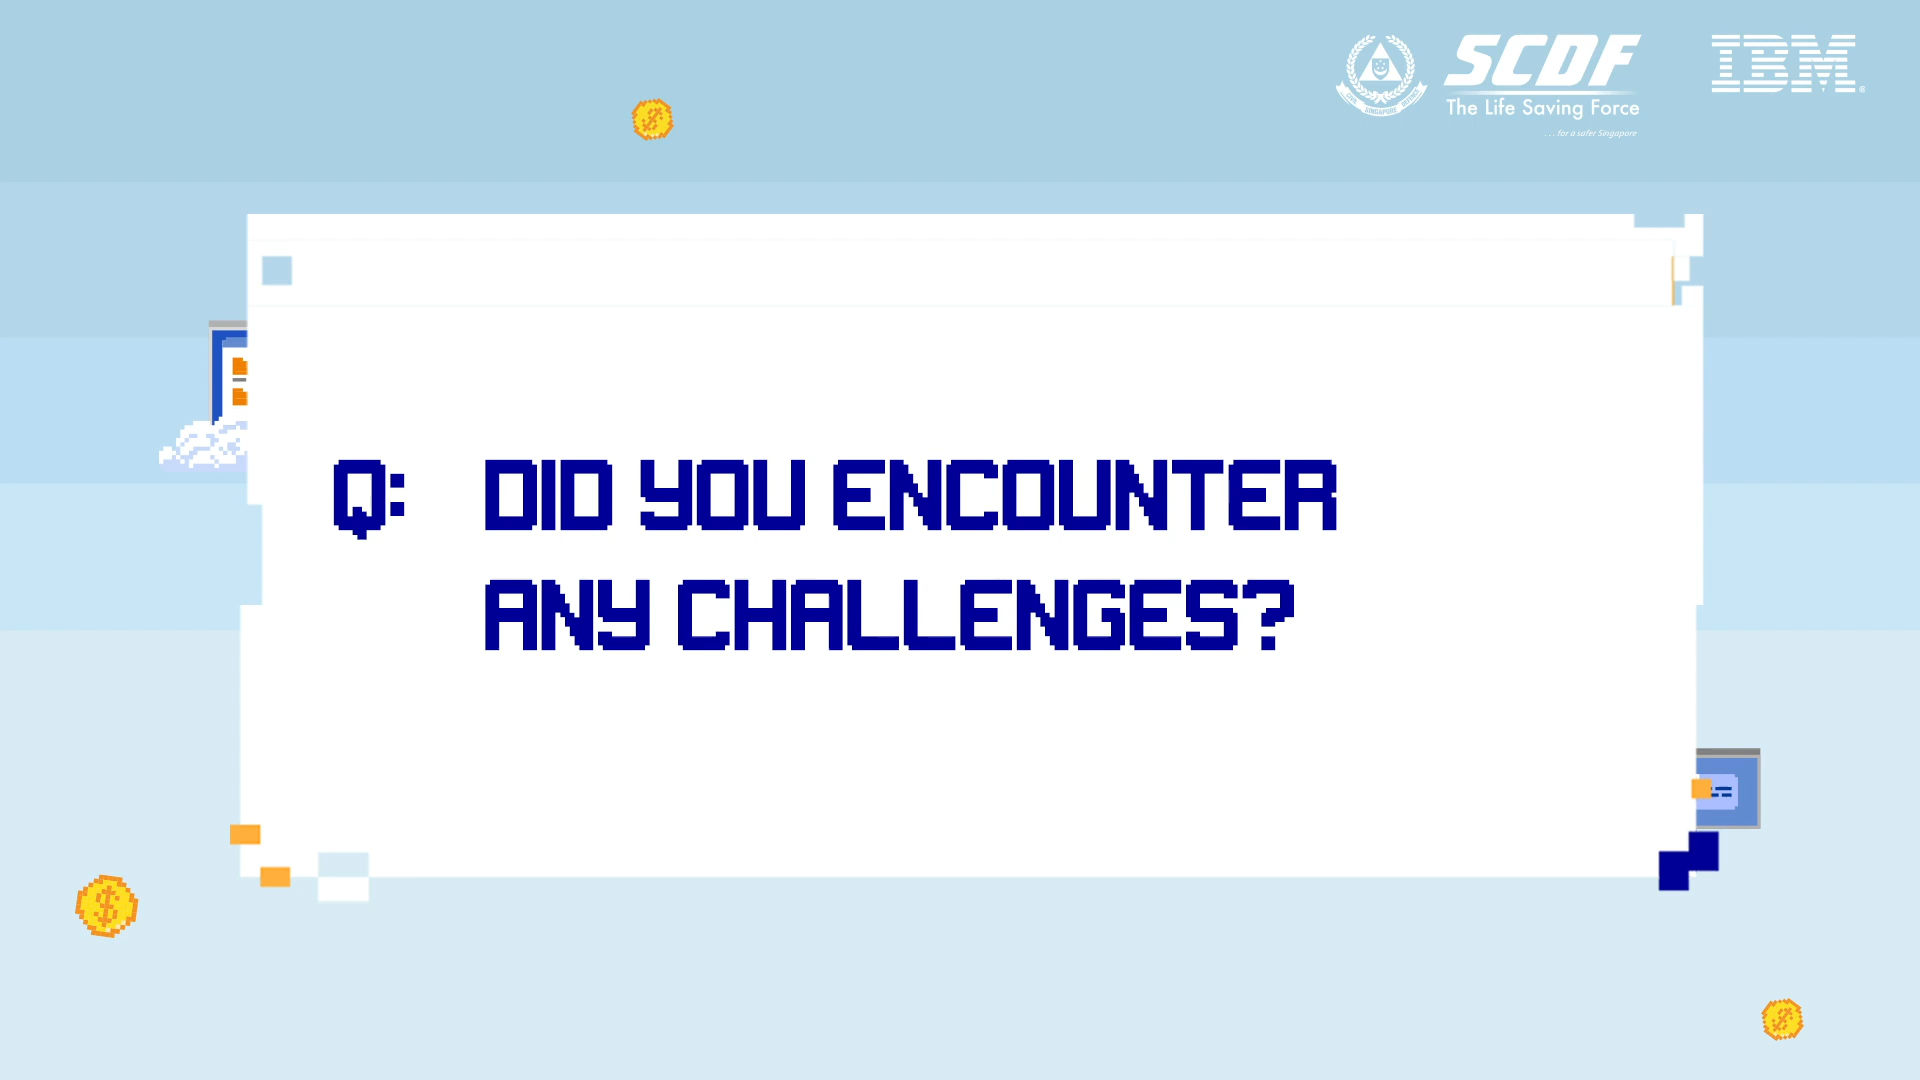 SCDF
The Life Saving Force
...for a safer Singapore
IBM
Q: DID YOU ENCOUNTER
ANY CHALLENGES?